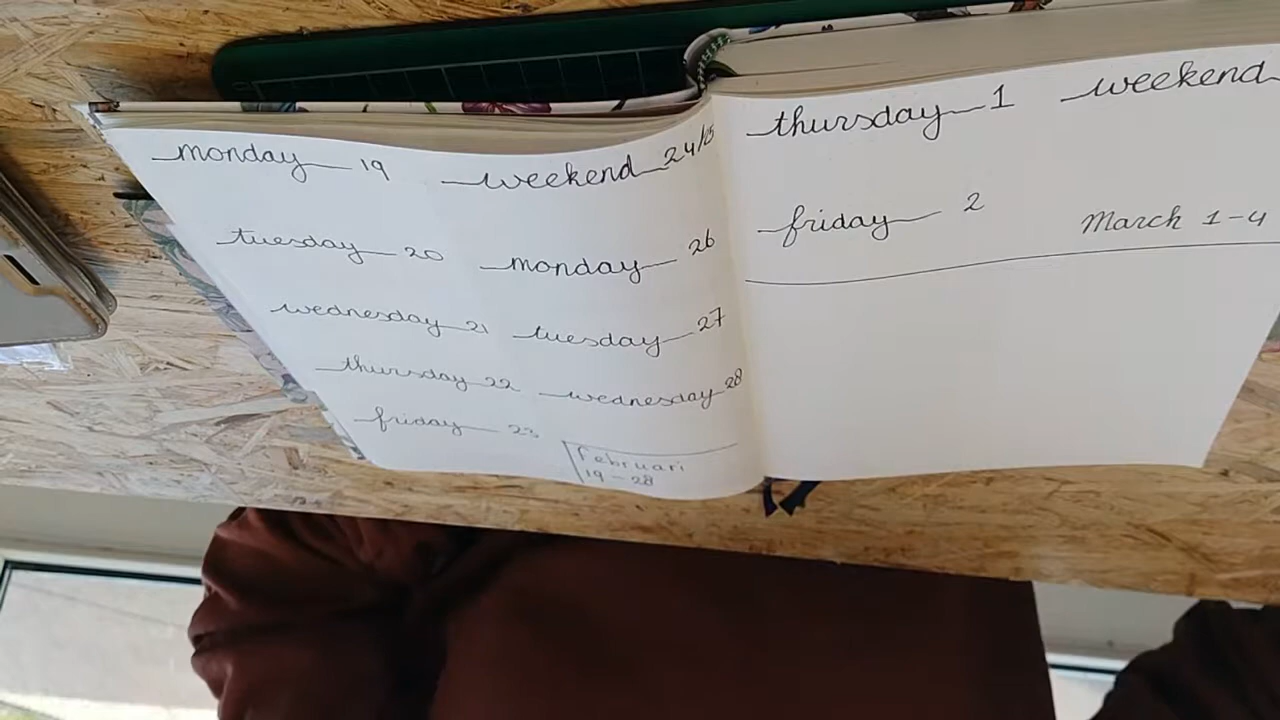 monday 19
tuesday 20
wednesday 21
thursday 22
friday 23
weekend 24/25
monday 26
tuesday 27
wednesday 28
Februari
19-28
thursday 1
friday 2
weekend
March 1-4